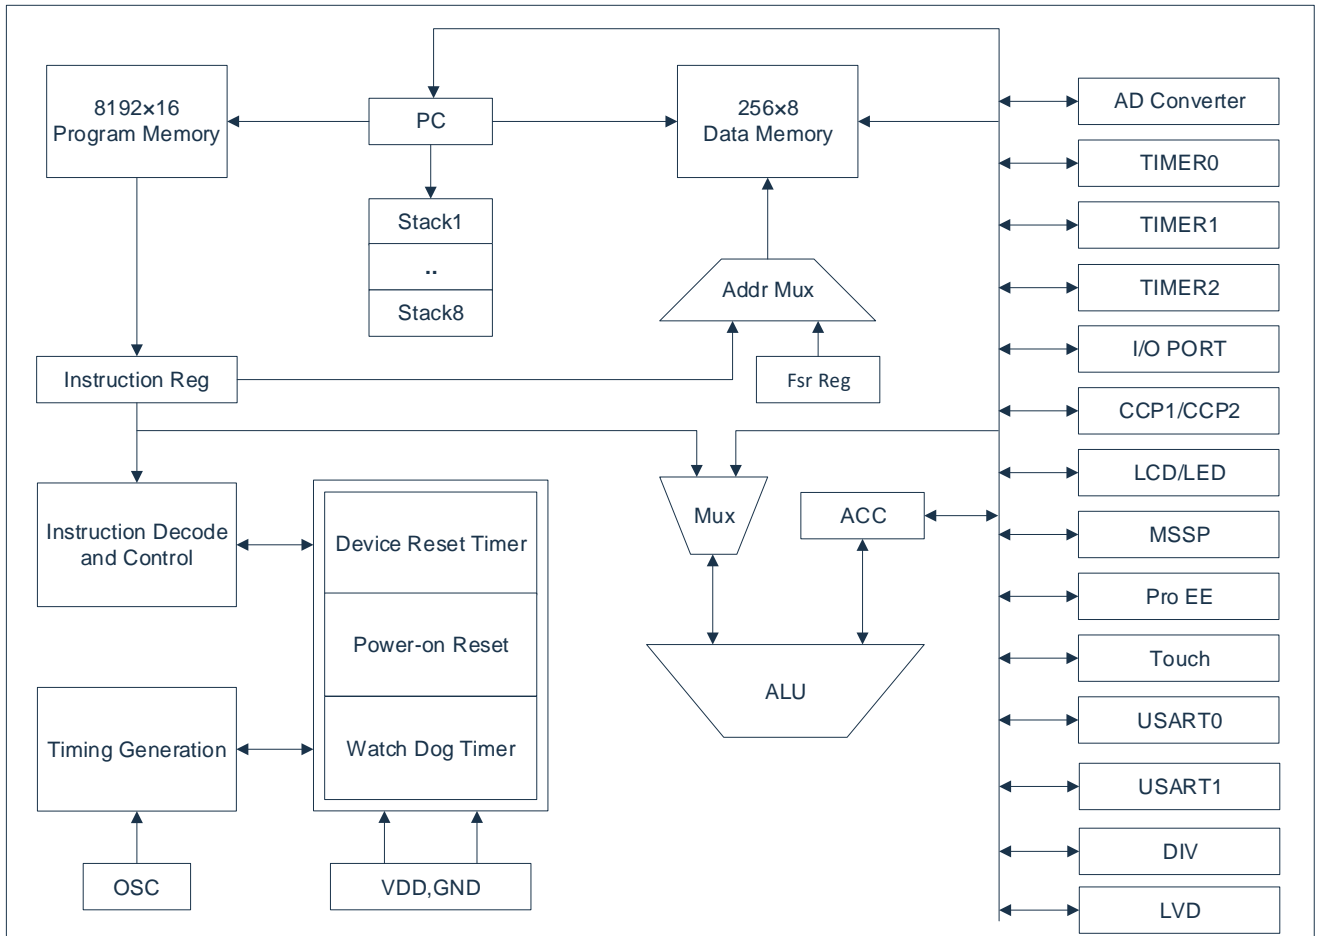 8192×16
Program Memory
PC
256×8
Data Memory
Stack1
..
Stack8
Addr Mux
Instruction Reg
Fsr Reg
Mux
ACC
Instruction Decode
and Control
Device Reset Timer
Power-on Reset
Watch Dog Timer
ALU
Timing Generation
OSC
VDD,GND
AD Converter
TIMER0
TIMER1
TIMER2
I/O PORT
CCP1/CCP2
LCD/LED
MSSP
Pro EE
Touch
USART0
USART1
DIV
LVD